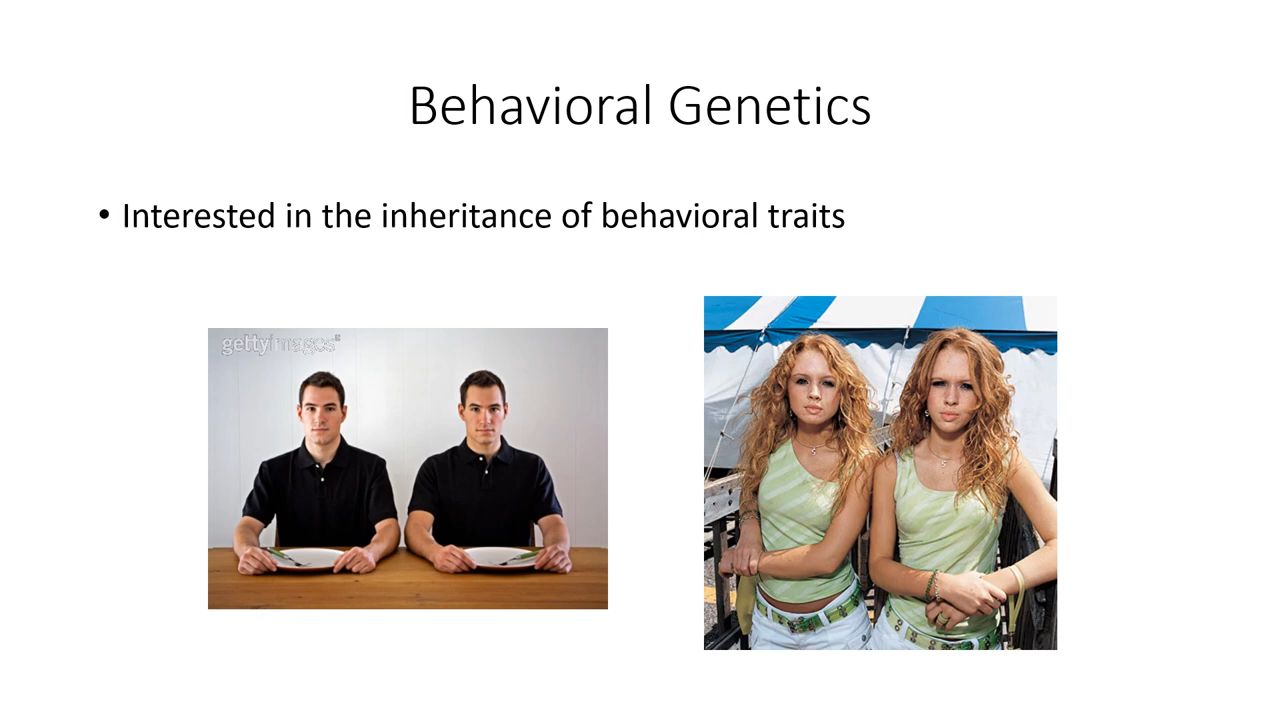 Behavioral Genetics
• Interested in the inheritance of behavioral traits
gettyimages®